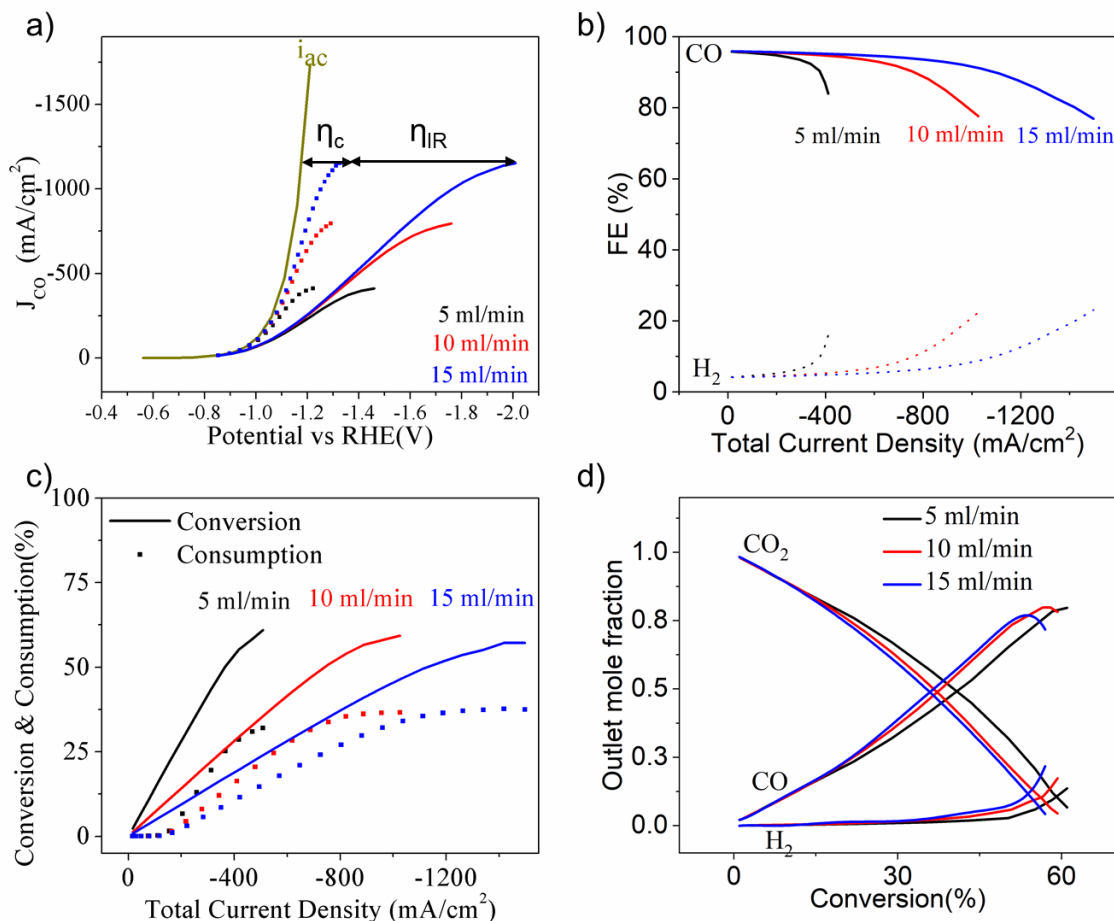 a)
-1500
-1000
-500
0
J_CO (mA/cm²)
i_ac
η_c
η_IR
5 ml/min
10 ml/min
15 ml/min
-0.4 -0.6 -0.8 -1.0 -1.2 -1.4 -1.6 -1.8 -2.0
Potential vs RHE(V)
b)
100
80
60
40
20
0
FE (%)
CO
5 ml/min 10 ml/min 15 ml/min
H₂
0 -400 -800 -1200
Total Current Density (mA/cm²)
c)
100
75
50
25
0
Conversion & Consumption(%)
Conversion
Consumption
5 ml/min 10 ml/min 15 ml/min
0 -400 -800 -1200
Total Current Density (mA/cm²)
d)
1.0
0.8
0.5
0.3
0.0
Outlet mole fraction
5 ml/min
10 ml/min
15 ml/min
CO₂
CO
H₂
0 30 60
Conversion(%)